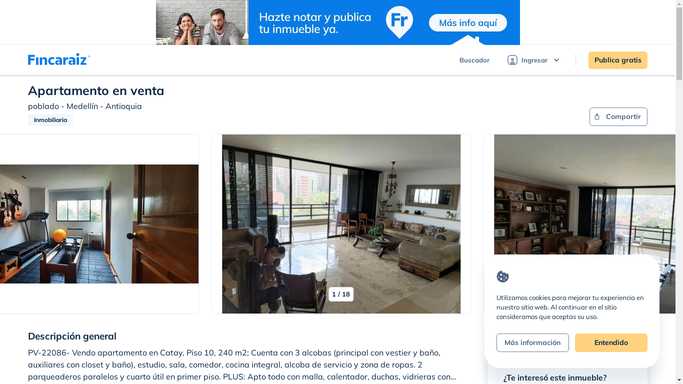 Hazte notar y publica
tu inmueble ya.
Fr
Más info aquí
Fincaraiz
Buscador
Ingresar
Publica gratis
Apartamento en venta
poblado - Medellín - Antioquia
Inmobiliaria
Compartir
1 / 18
Utilizamos cookies para mejorar tu experiencia en
nuestro sitio web. Al continuar en el sitio
consideramos que aceptas su uso.
Más información
Entendido
Descripción general
PV-22086- Vendo apartamento en Catay, Piso 10, 240 m2; Cuenta con 3 alcobas (principal con vestier y baño,
auxiliares con closet y baño), estudio, sala, comedor, cocina integral, alcoba de servicio y zona de ropas. 2
parqueaderos paralelos y cuarto útil en primer piso. PLUS: Apto todo con malla, calentador, duchas, vidrieras con...
¿Te interesó este inmueble?